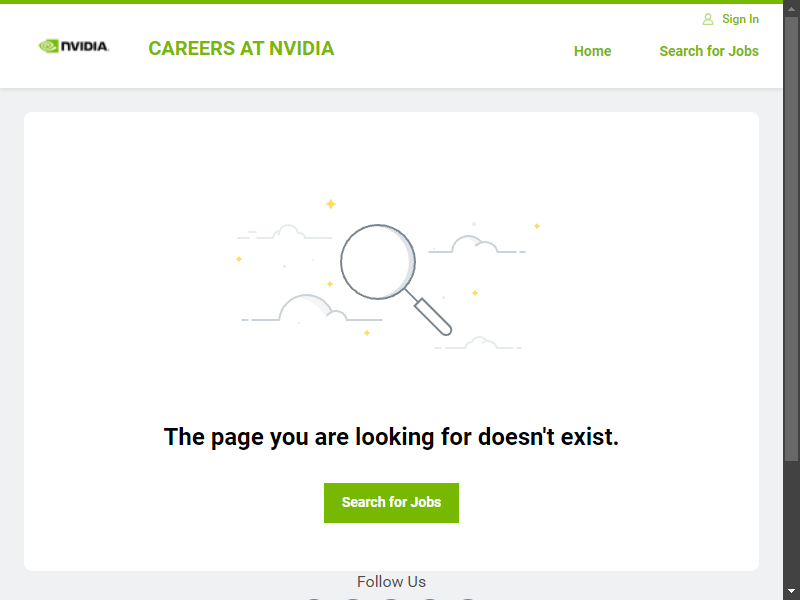 Sign In
NVIDIA.
CAREERS AT NVIDIA
Home
Search for Jobs
The page you are looking for doesn't exist.
Search for Jobs
Follow Us